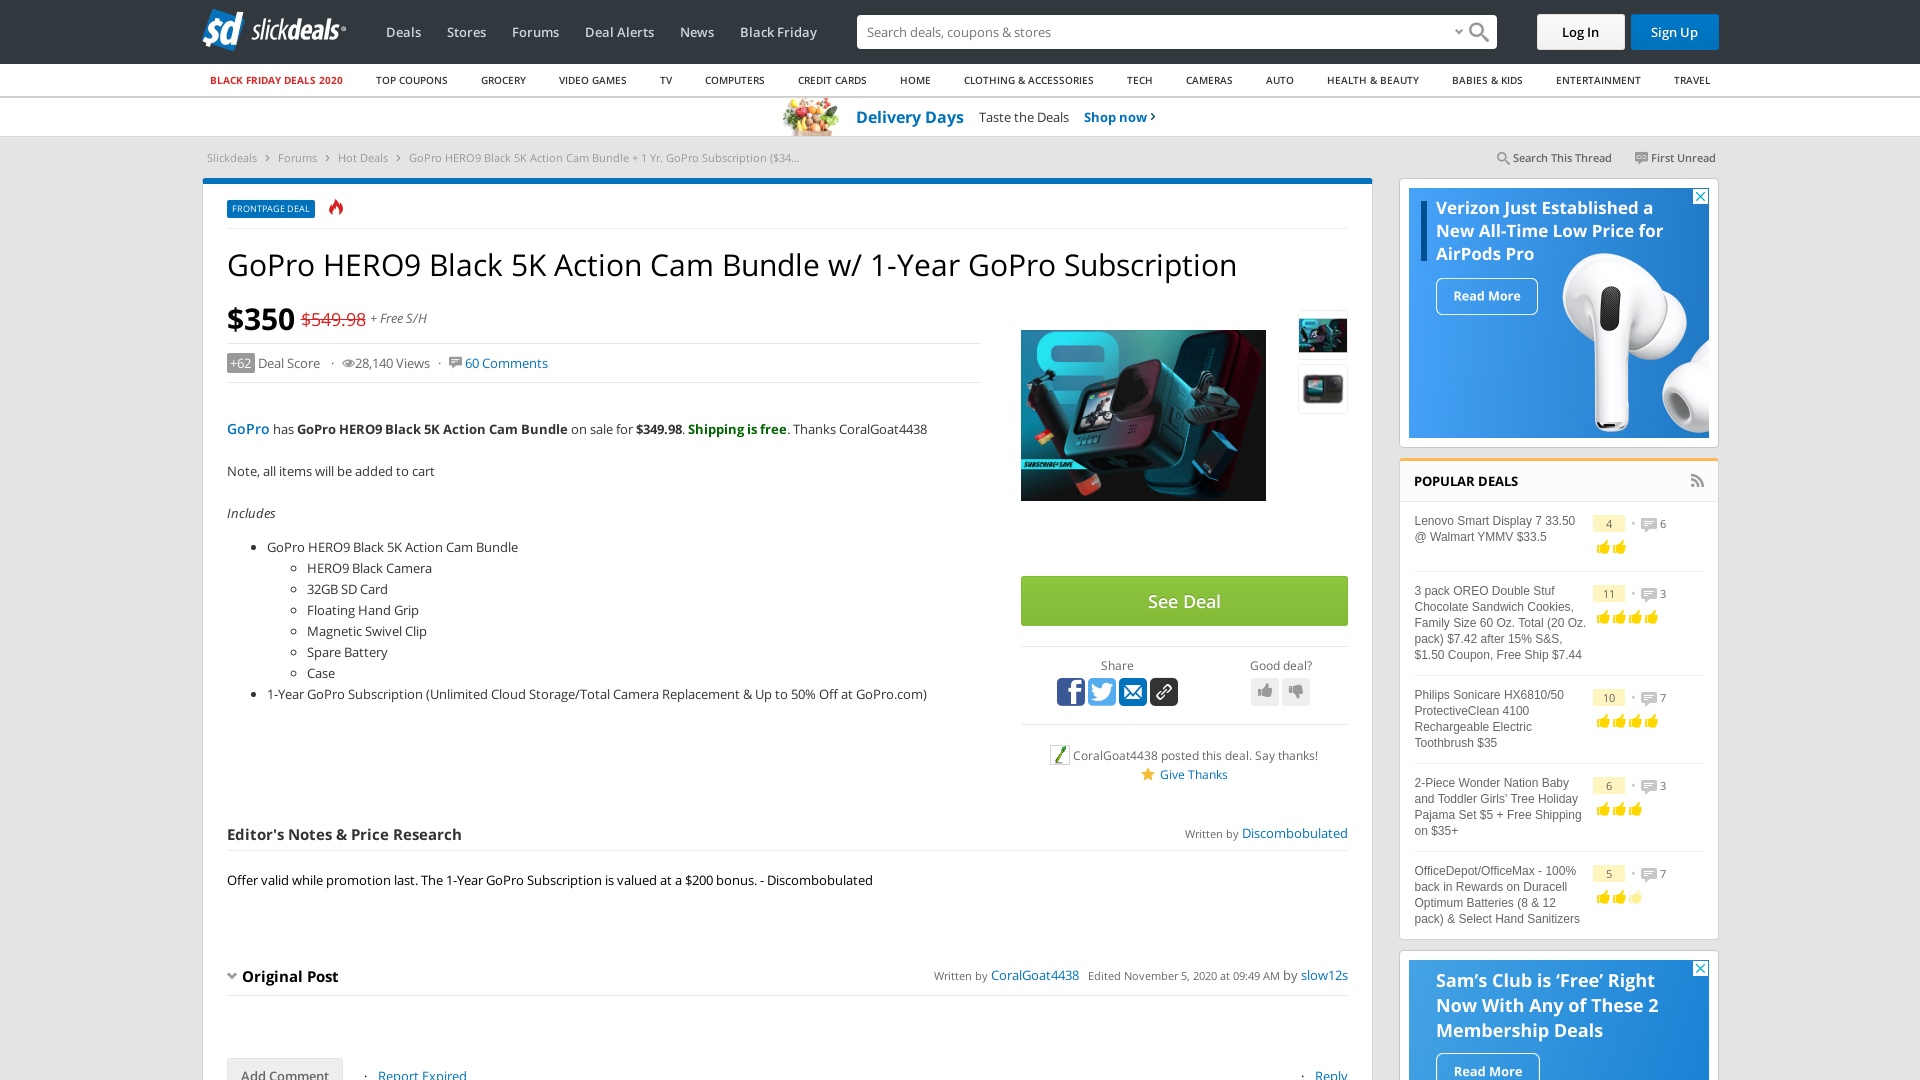 slickdeals
Deals
Stores
Forums
Deal Alerts
News
Black Friday
Search deals, coupons & shops
Log In
Sign Up
BLACK FRIDAY DEALS 2020
TOP COUPONS
GROCERY
VIDEO GAMES
TV
COMPUTERS
CREDIT CARDS
HOME
CLOTHING & ACCESSORIES
TECH
CAMERAS
AUTO
HEALTH & BEAUTY
BABIES & KIDS
ENTERTAINMENT
TRAVEL
Delivery Days Taste the Deals Shop now
Slickdeals > Forums > Hot Deals > GoPro HERO9 Black 5K Action Cam Bundle + 1 Yr. GoPro Subscription ($34...
Search This Thread
First Unread
FRONTPAGE DEAL
GoPro HERO9 Black 5K Action Cam Bundle w/ 1-Year GoPro Subscription
$350 $549.98 + Free S/H
+62 Deal Score · 28,140 Views · 60 Comments
GoPro has GoPro HERO9 Black 5K Action Cam Bundle on sale for $349.98. Shipping is free. Thanks CoralGoat4438
Note, all items will be added to cart
Includes
GoPro HERO9 Black 5K Action Cam Bundle
HERO9 Black Camera
32GB SD Card
Floating Hand Grip
Magnetic Swivel Clip
Spare Battery
Case
1-Year GoPro Subscription (Unlimited Cloud Storage/Total Camera Replacement & Up to 50% Off at GoPro.com)
SUBSCRIBE+SAVE
See Deal
Share
Good deal?
CoralGoat4438 posted this deal. Say thanks!
Give Thanks
Editor's Notes & Price Research
Written by Discombobulated
Offer valid while promotion last. The 1-Year GoPro Subscription is valued at a $200 bonus. - Discombobulated
Original Post
Written by CoralGoat4438 Edited November 5, 2020 at 09:49 AM by slow12s
Add Comment · Report Expired
· Reply
Verizon Just Established a
New All-Time Low Price for
AirPods Pro
Read More
POPULAR DEALS
Lenovo Smart Display 7 33.50
@ Walmart YMMV $33.5
4 • 6
3 pack OREO Double Stuf
Chocolate Sandwich Cookies,
Family Size 60 Oz. Total (20 Oz.
pack) $7.42 after 15% S&S,
$1.50 Coupon, Free Ship $7.44
11 • 3
Philips Sonicare HX6810/50
ProtectiveClean 4100
Rechargeable Electric
Toothbrush $35
10 • 7
2-Piece Wonder Nation Baby
and Toddler Girls' Tree Holiday
Pajama Set $5 + Free Shipping
on $35+
6 • 3
OfficeDepot/OfficeMax - 100%
back in Rewards on Duracell
Optimum Batteries (8 & 12
pack) & Select Hand Sanitizers
5 • 7
Sam's Club is ‘Free’ Right
Now With Any of These 2
Membership Deals
Read More